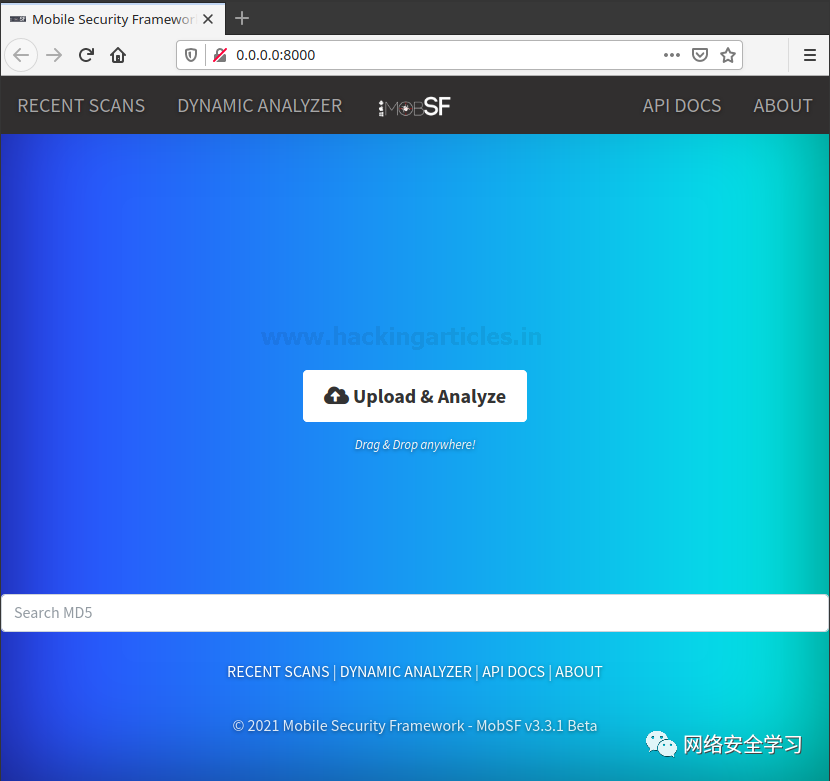 Mobile Security Framewor
0.0.0.0:8000
RECENT SCANS DYNAMIC ANALYZER MOBSF API DOCS ABOUT
www.hackingarticles.in
Upload & Analyze
Drag & Drop anywhere!
Search MD5
RECENT SCANS | DYNAMIC ANALYZER | API DOCS | ABOUT
© 2021 Mobile Security Framework - MobSF v3.3.1 Beta
网络安全学习